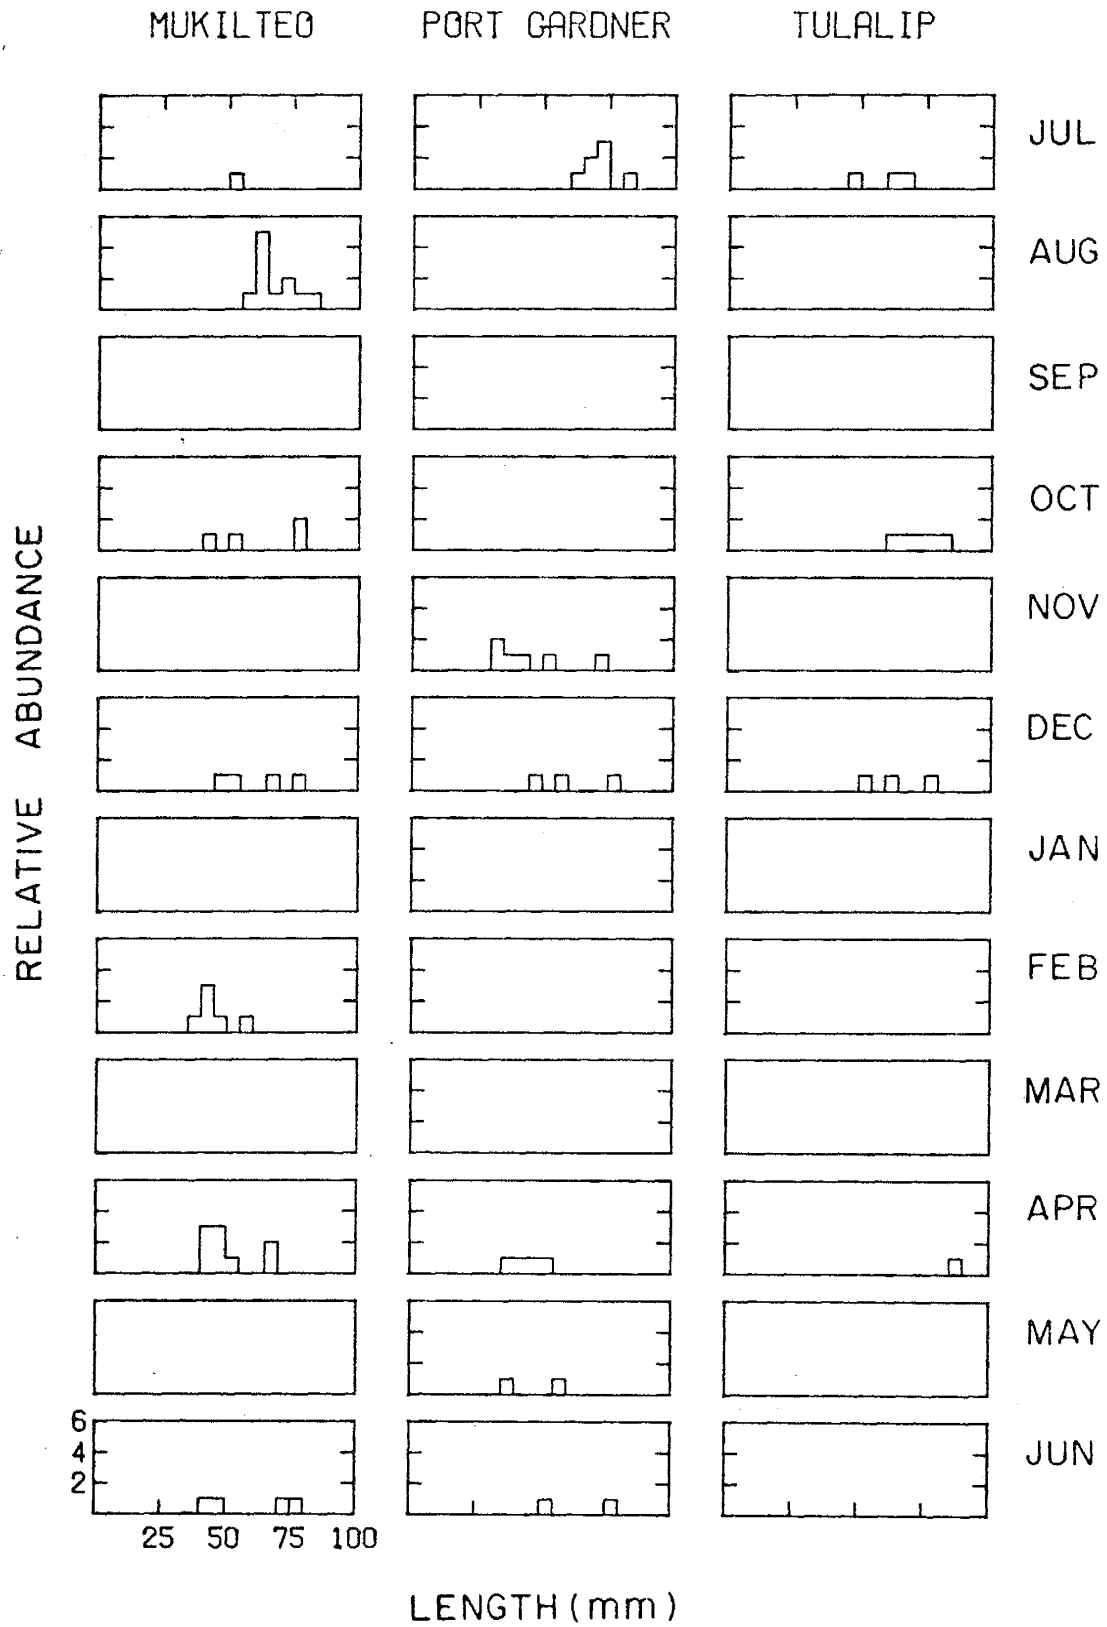 MUKILTEO PORT GARDNER TULALIP
JUL
AUG
SEP
OCT
NOV
DEC
JAN
FEB
MAR
APR
MAY
JUN
RELATIVE ABUNDANCE
6
4
2
25 50 75 100
LENGTH (mm)